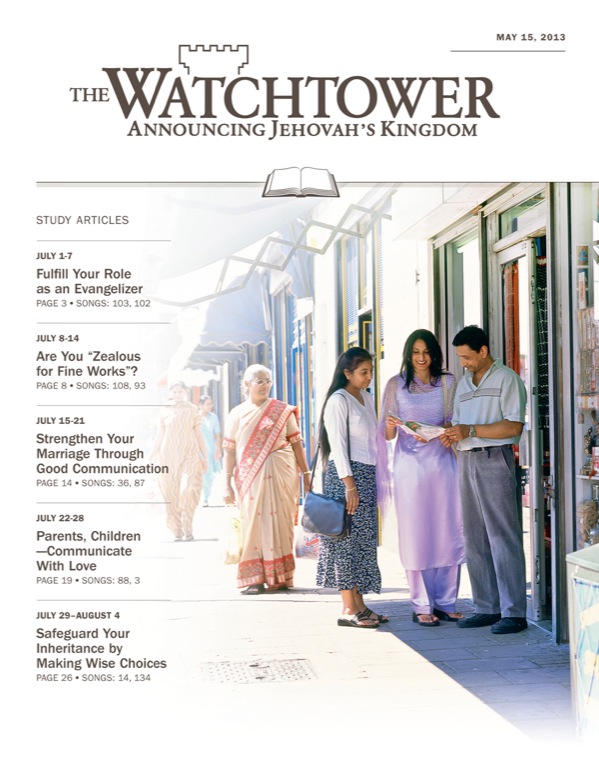 MAY 15, 2013
THE WATCHTOWER
ANNOUNCING JEHOVAH'S KINGDOM
STUDY ARTICLES
JULY 1-7
Fulfill Your Role
as an Evangelizer
PAGE 3 • SONGS: 103, 102
JULY 8-14
Are You “Zealous
for Fine Works”?
PAGE 8 • SONGS: 108, 93
JULY 15-21
Strengthen Your
Marriage Through
Good Communication
PAGE 14 • SONGS: 36, 87
JULY 22-28
Parents, Children
—Communicate
With Love
PAGE 19 • SONGS: 88, 3
JULY 29–AUGUST 4
Safeguard Your
Inheritance by
Making Wise Choices
PAGE 26 • SONGS: 14, 134